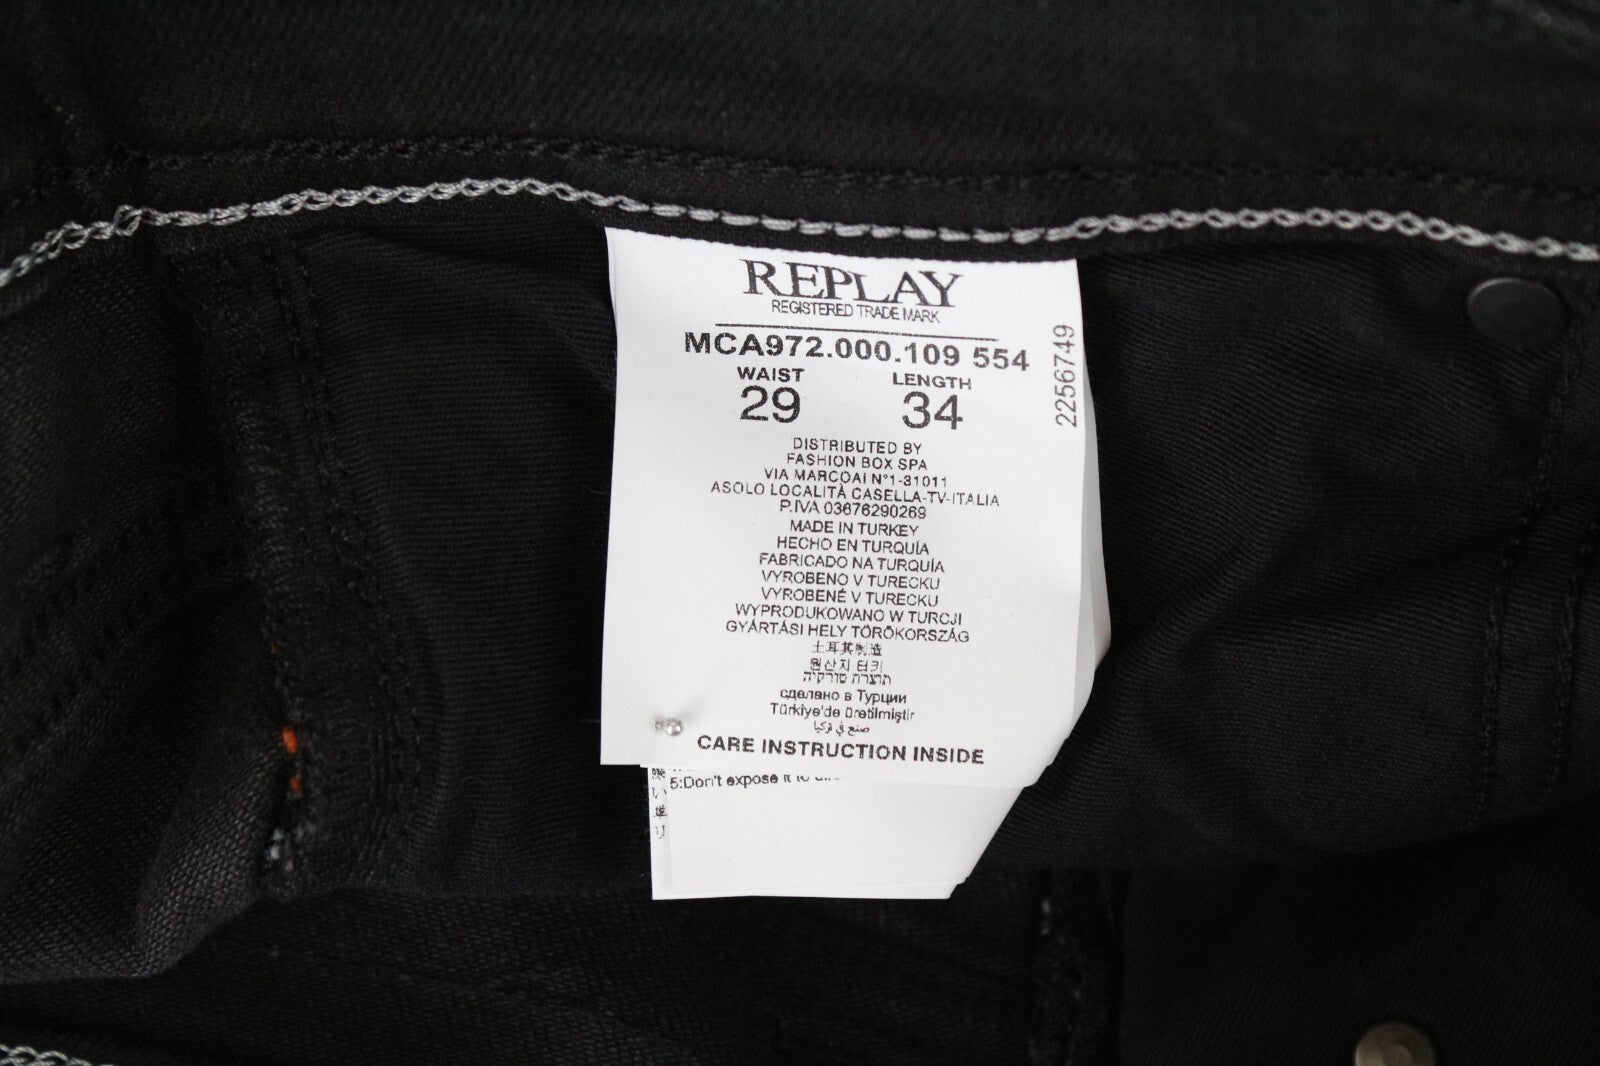 REPLAY
REGISTERED TRADE MARK
MCA972.000.109 554
WAIST LENGTH
29 34
2256749
DISTRIBUTED BY
FASHION BOX SPA
VIA MARCOAI N°1-31011
ASOLO LOCALITÀ CASELLA-TV-ITALIA
P.IVA 03676290269
MADE IN TURKEY
HECHO EN TURQUÍA
FABRICADO NA TURQUÍA
VYROBENO V TURECKU
VYROBENÉ V TURECKU
WYPRODUKOWANO W TURCJI
GYÁRTÁSI HELY TÖRÖKORSZÁG
土耳其制造
원산지 터키
תוצרת טורקיה
сделано в Турции
Türkiye'de üretilmiştir
صنع في تركيا
CARE INSTRUCTION INSIDE
5:Don't expose it to